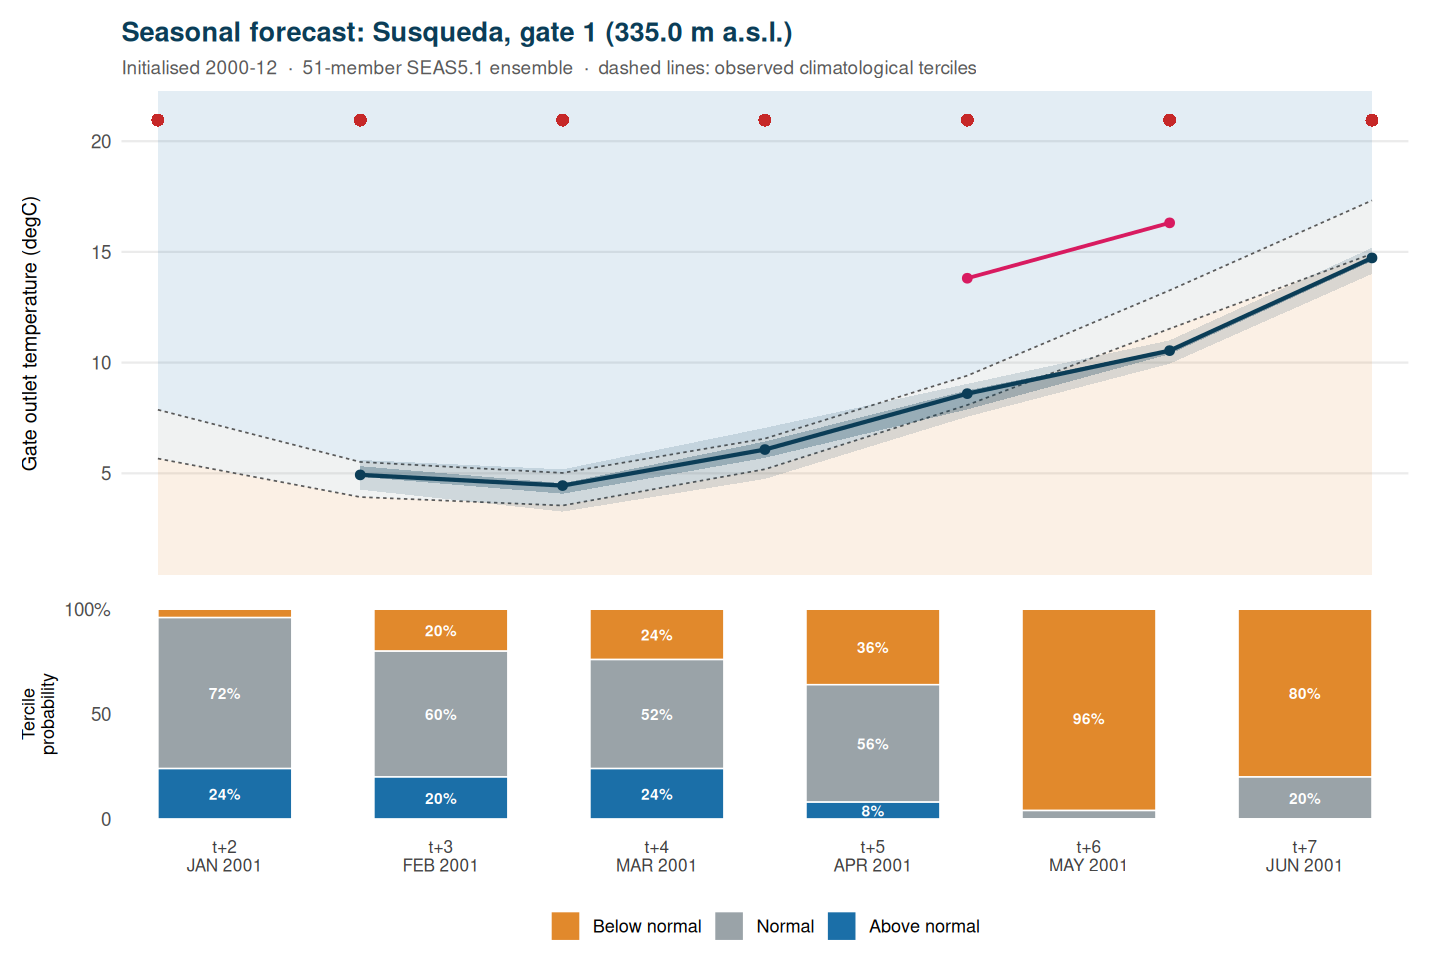 Seasonal forecast: Susqueda, gate 1 (335.0 m a.s.l.)
Initialised 2000-12 · 51-member SEAS5.1 ensemble · dashed lines: observed climatological terciles
Gate outlet temperature (degC)
20
15
10
5
Tercile
probability
100%
50
0
72%
24%
20%
60%
20%
24%
52%
24%
36%
56%
8%
96%
80%
20%
t+2
JAN 2001
t+3
FEB 2001
t+4
MAR 2001
t+5
APR 2001
t+6
MAY 2001
t+7
JUN 2001
Below normal
Normal
Above normal